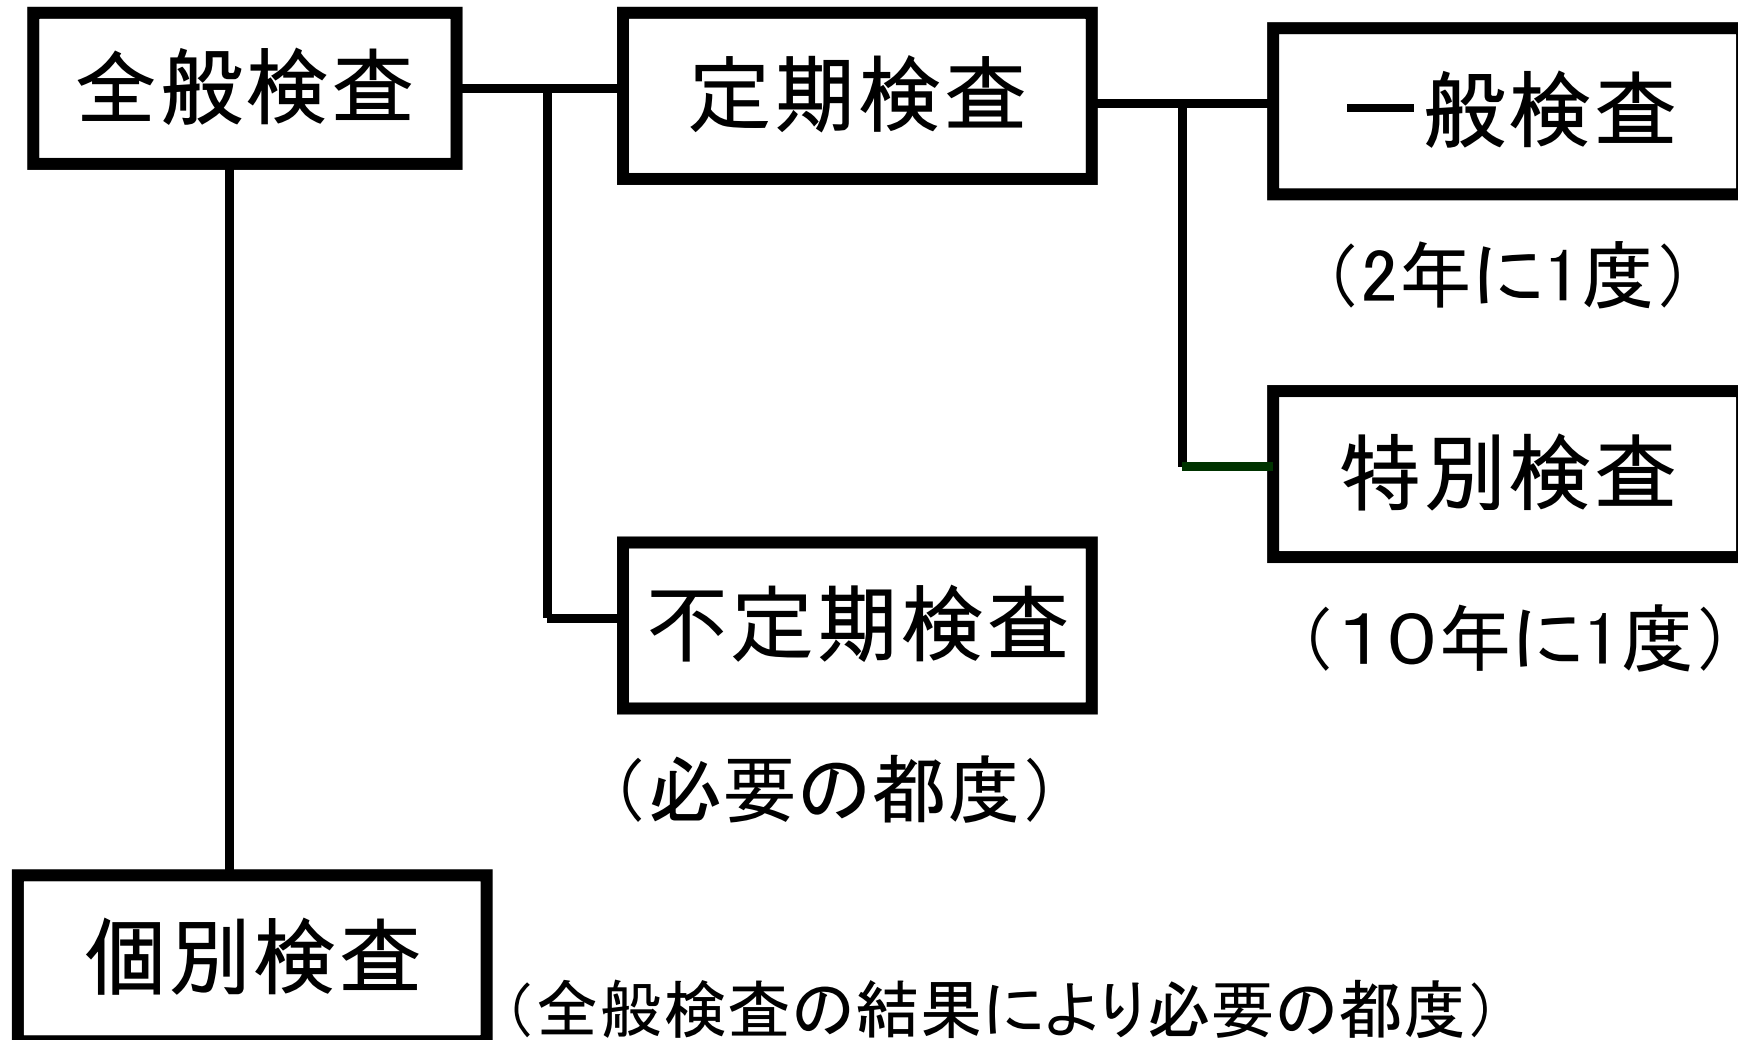 全般検査
定期検査
一般検査
（2年に1度）
特別検査
（１０年に1度）
不定期検査
（必要の都度）
個別検査
（全般検査の結果により必要の都度）